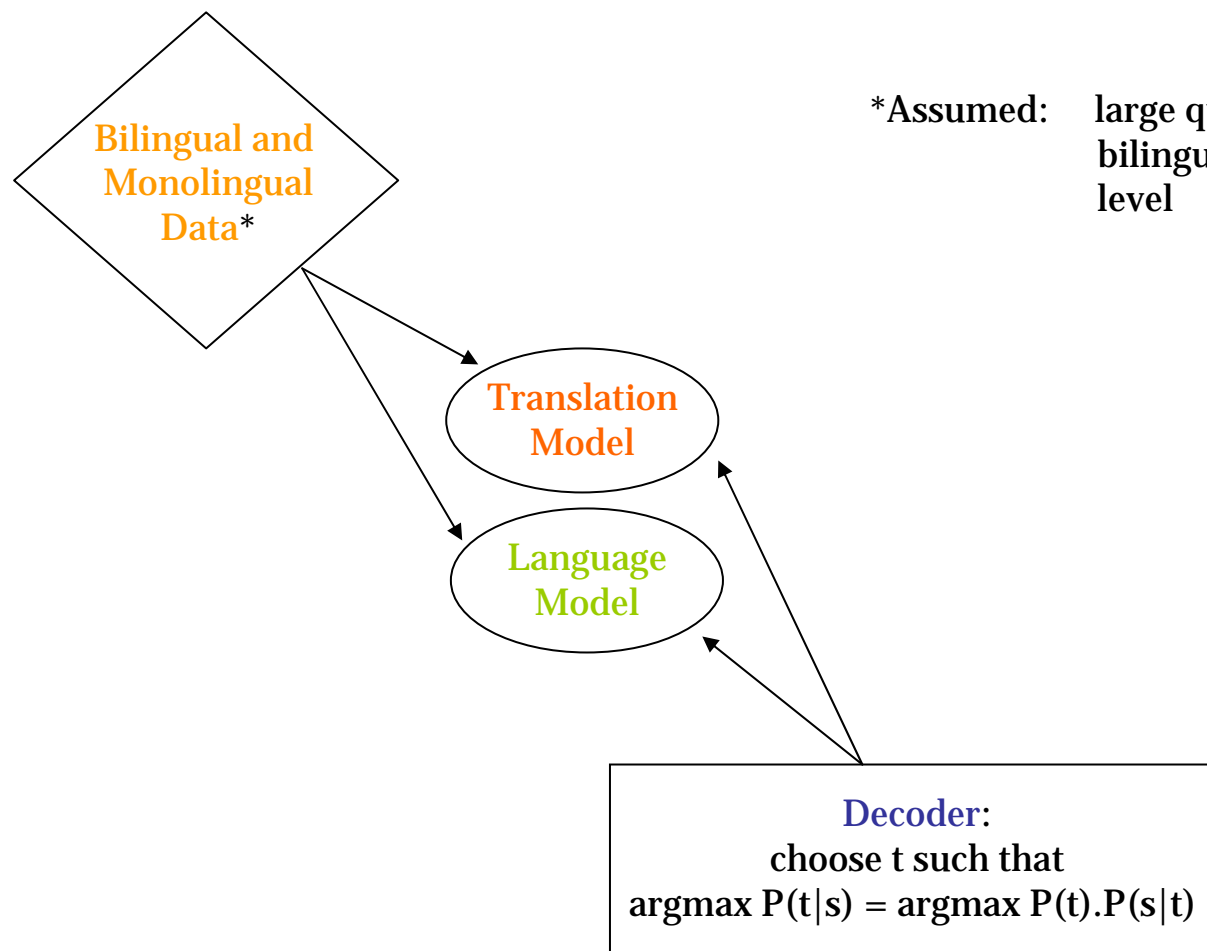 Bilingual and
Monolingual
Data*
*Assumed: large
bilingu
level
Translation
Model
Language
Model
Decoder:
choose t such that
argmax P(t|s) = argmax P(t).P(s|t)